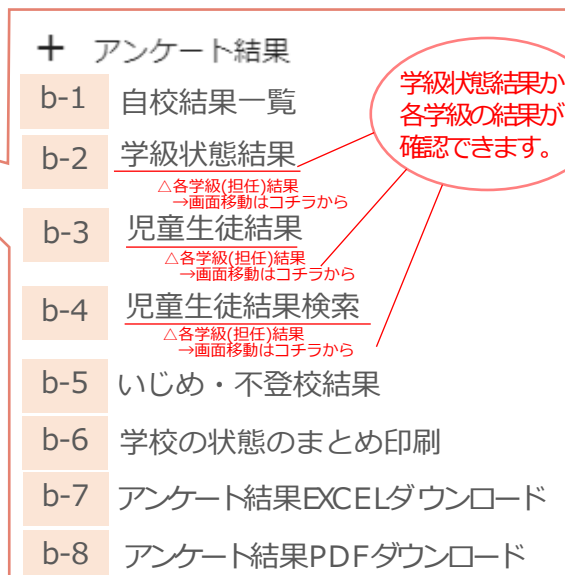 + アンケート結果
b-1 自校結果一覧
学級状態結果か
各学級の結果が
確認できます。
b-2 学級状態結果
△各学級(担任)結果
→画面移動はコチラから
b-3 児童生徒結果
△各学級(担任)結果
→画面移動はコチラから
b-4 児童生徒結果検索
△各学級(担任)結果
→画面移動はコチラから
b-5 いじめ・不登校結果
b-6 学校の状態のまとめ印刷
b-7 アンケート結果EXCELダウンロード
b-8 アンケート結果PDFダウンロード